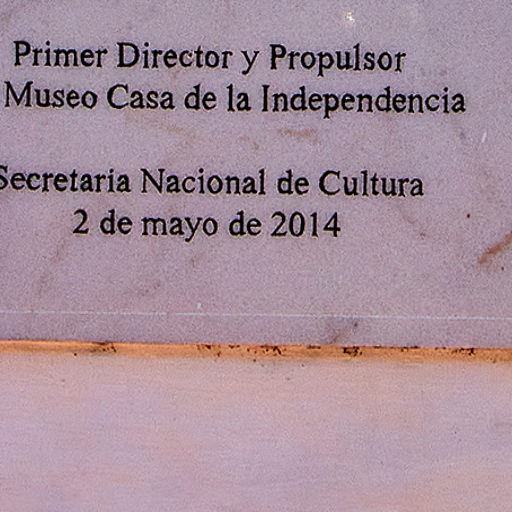 Primer Director y Propulsor
Museo Casa de la Independencia
Secretaria Nacional de Cultura
2 de mayo de 2014